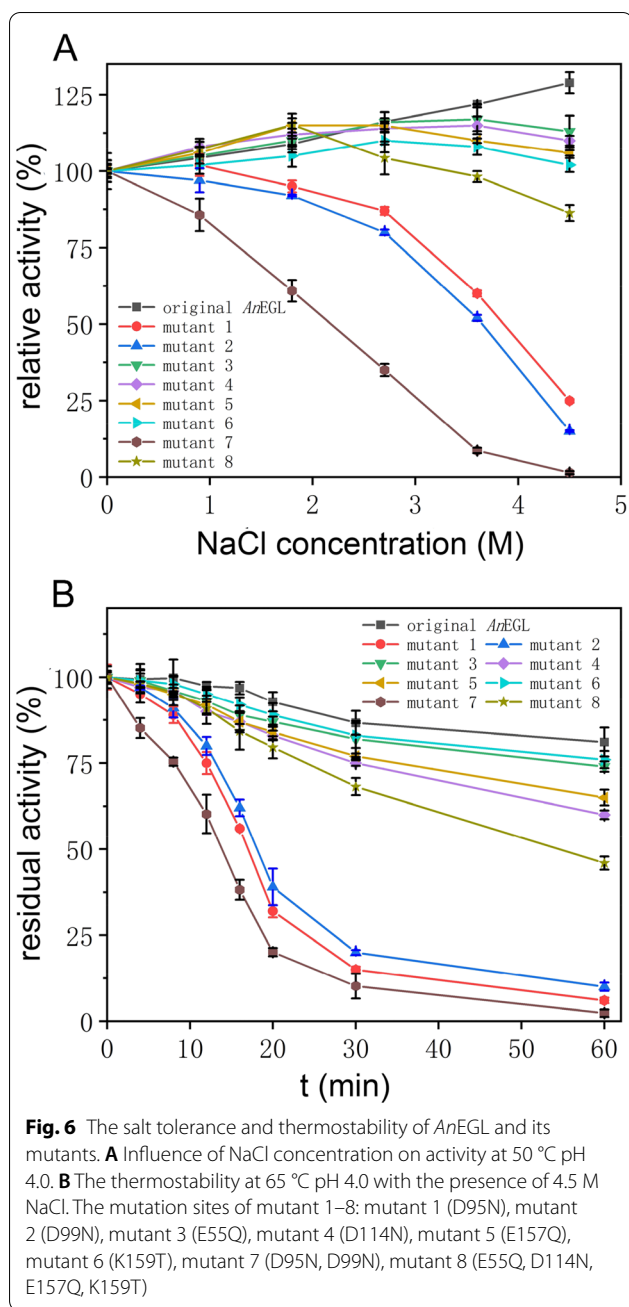 A
relative activity (%)
125
100
75
50
25
0
original AnEGL
mutant 1
mutant 2
mutant 3
mutant 4
mutant 5
mutant 6
mutant 7
mutant 8
0 1 2 3 4 5
NaCl concentration (M)
B
residual activity (%)
100
75
50
25
0
original AnEGL
mutant 1 mutant 2
mutant 3 mutant 4
mutant 5 mutant 6
mutant 7 mutant 8
0 10 20 30 40 50 60
t (min)
Fig. 6 The salt tolerance and thermostability of AnEGL and its
mutants. A Influence of NaCl concentration on activity at 50 °C pH
4.0. B The thermostability at 65 °C pH 4.0 with the presence of 4.5 M
NaCl. The mutation sites of mutant 1–8: mutant 1 (D95N), mutant
2 (D99N), mutant 3 (E55Q), mutant 4 (D114N), mutant 5 (E157Q),
mutant 6 (K159T), mutant 7 (D95N, D99N), mutant 8 (E55Q, D114N,
E157Q, K159T)